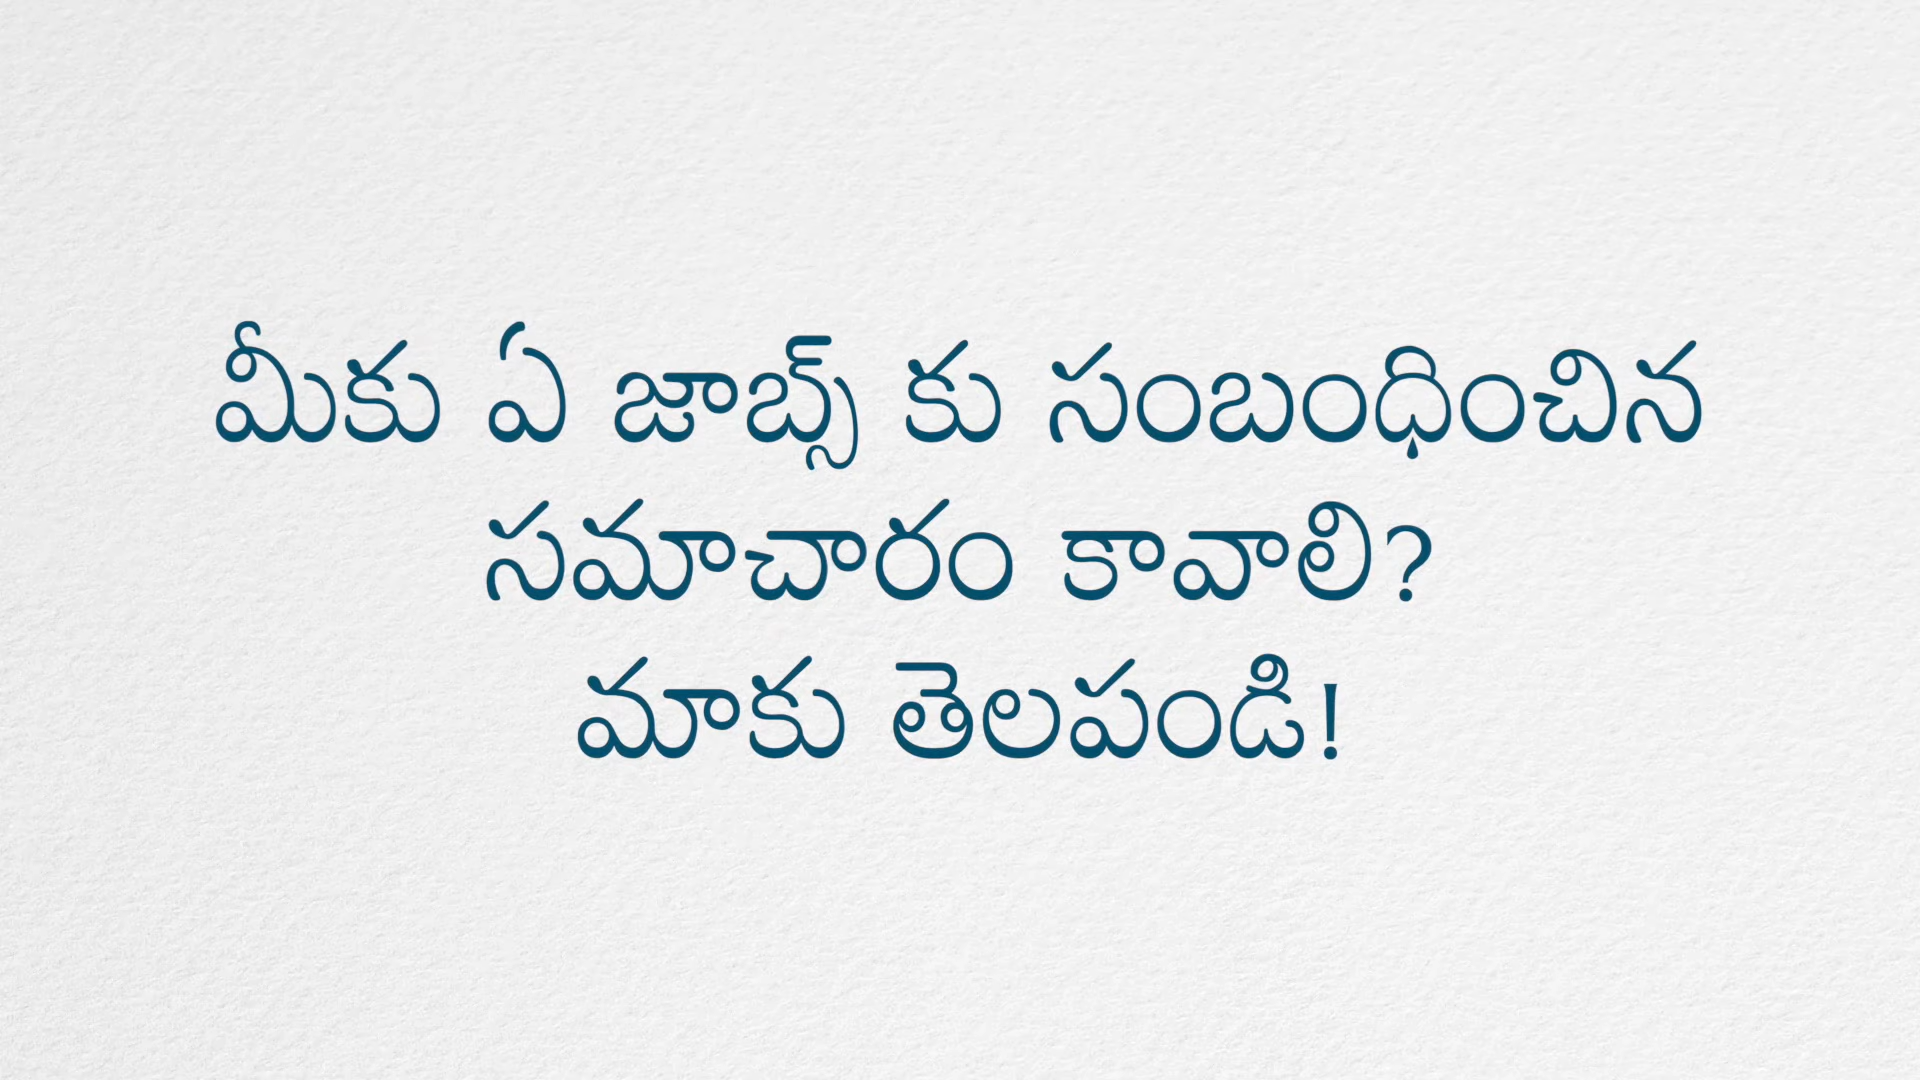 మీకు ఏ జాబ్స్ కు సంబంధించిన
సమాచారం కావాలి?
మాకు తెలపండి!